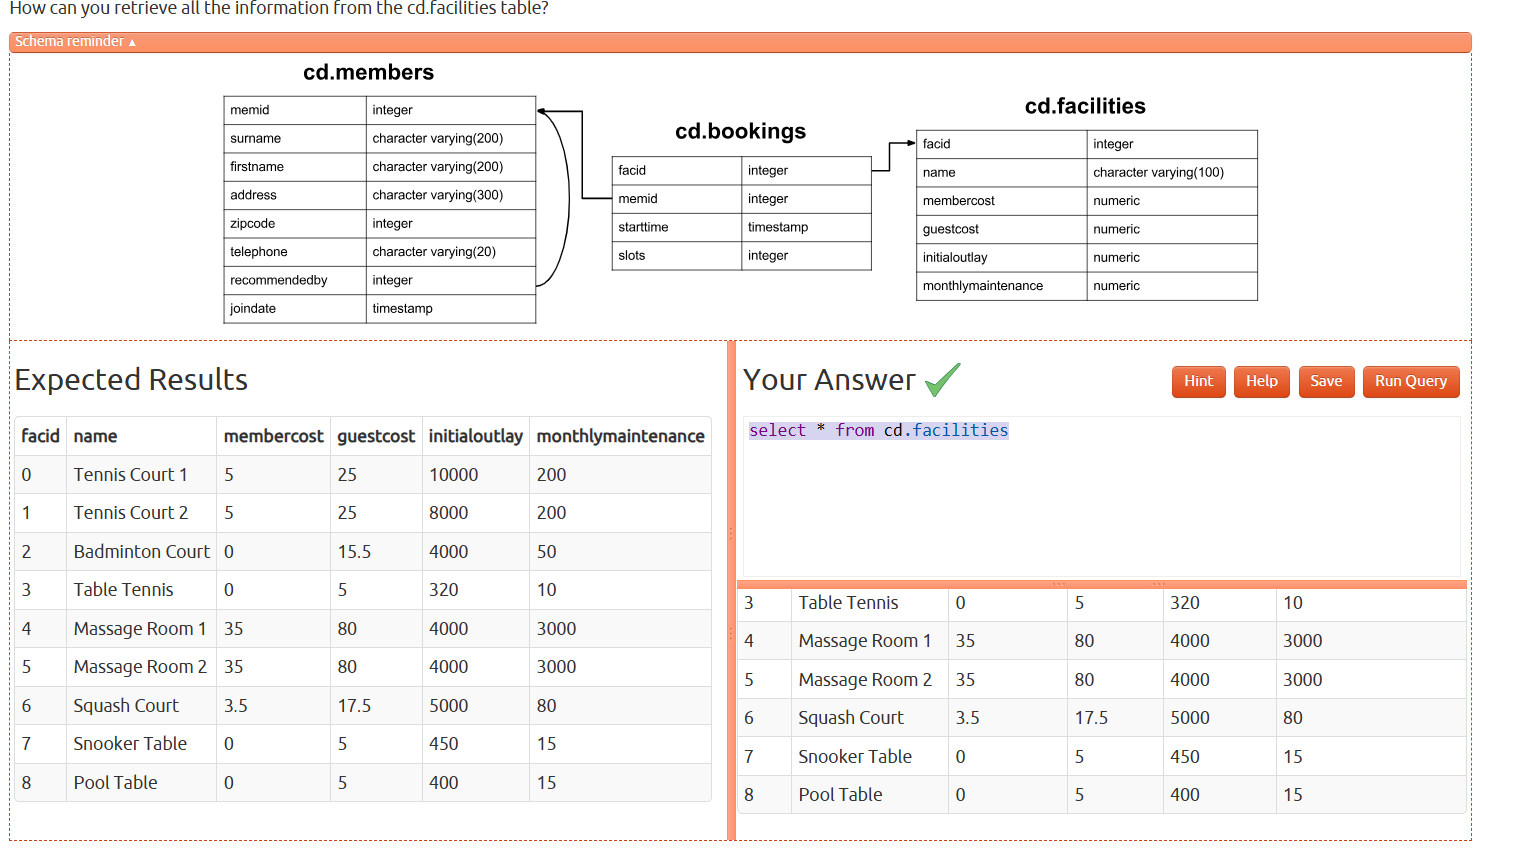 How can you retrieve all the information from the cd.facilities table?
Schema reminder ▲
cd.members
memid integer
surname character varying(200)
firstname character varying(200)
address character varying(300)
zipcode integer
telephone character varying(20)
recommendedby integer
joindate timestamp
cd.bookings
facid integer
memid integer
starttime timestamp
slots integer
cd.facilities
facid integer
name character varying(100)
membercost numeric
guestcost numeric
initialoutlay numeric
monthlymaintenance numeric
Expected Results
facid name membercost guestcost initialoutlay monthlymaintenance
0 Tennis Court 1 5 25 10000 200
1 Tennis Court 2 5 25 8000 200
2 Badminton Court 0 15.5 4000 50
3 Table Tennis 0 5 320 10
4 Massage Room 1 35 80 4000 3000
5 Massage Room 2 35 80 4000 3000
6 Squash Court 3.5 17.5 5000 80
7 Snooker Table 0 5 450 15
8 Pool Table 0 5 400 15
Your Answer
Hint Help Save Run Query
select * from cd.facilities
3 Table Tennis 0 5 320 10
4 Massage Room 1 35 80 4000 3000
5 Massage Room 2 35 80 4000 3000
6 Squash Court 3.5 17.5 5000 80
7 Snooker Table 0 5 450 15
8 Pool Table 0 5 400 15